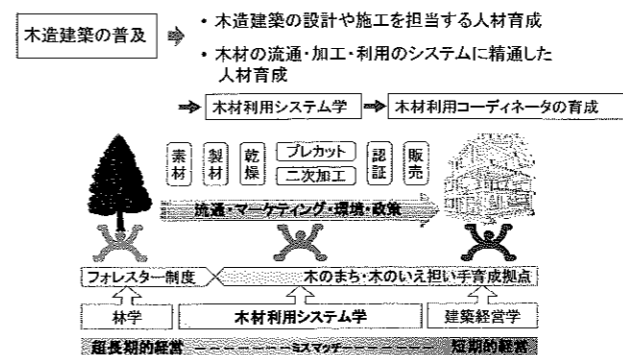 木造建築の普及
・木造建築の設計や施工を担当する人材育成
・木材の流通・加工・利用のシステムに精通した
人材育成
木材利用システム学
木材利用コーディネータの育成
素材
製材
乾燥
プレカット
二次加工
認証
販売
流通・マーケティング・環境・政策
フォレスター制度
木のまち・木のいえ担い手育成拠点
林学
木材利用システム学
建築経営学
超長期的経営
ミスマッチ
短期的経営